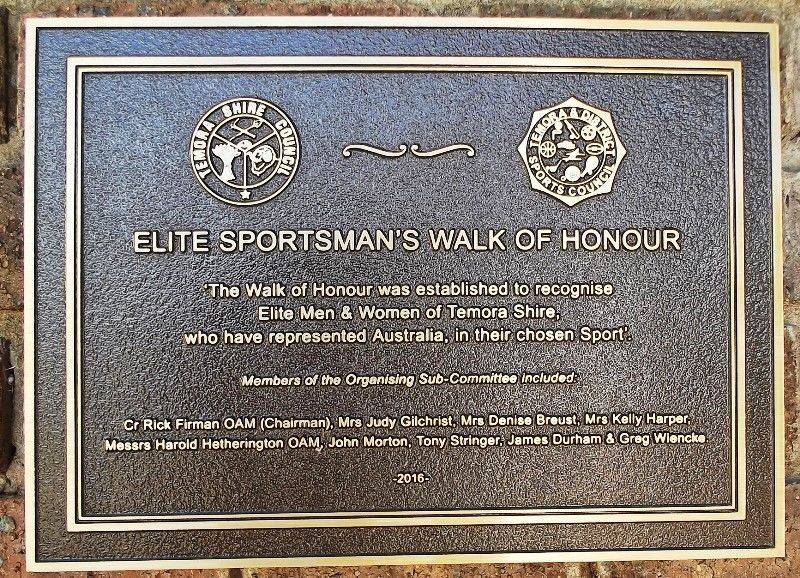 TEMORA SHIRE COUNCIL
TEMORA & DISTRICT
SPORTS COUNCIL
ELITE SPORTSMAN'S WALK OF HONOUR
'The Walk of Honour was established to recognise
Elite Men & Women of Temora Shire,
who have represented Australia, in their chosen Sport'.
Members of the Organising Sub-Committee included:
Cr Rick Firman OAM (Chairman), Mrs Judy Gilchrist, Mrs Denise Breust, Mrs Kelly Harper,
Messrs Harold Hetherington OAM, John Morton, Tony Stringer, James Durham & Greg Wiencke.
-2016-